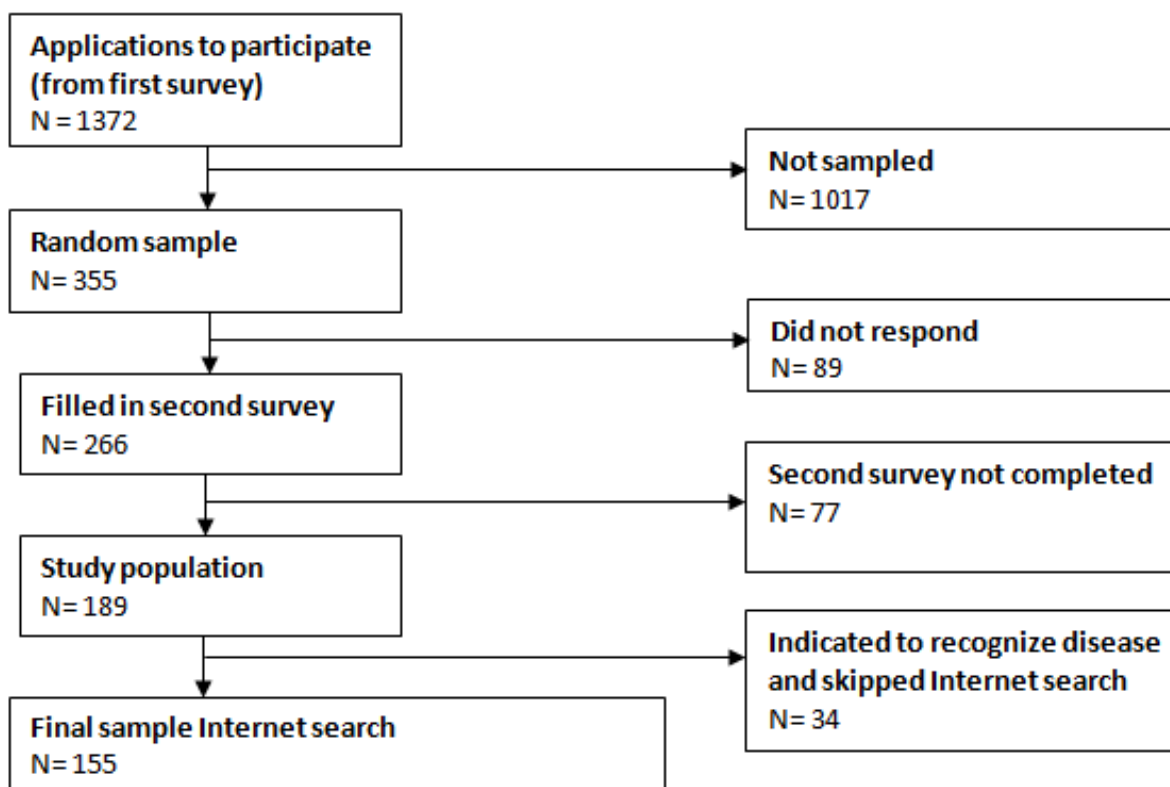 Applications to participate
(from first survey)
N = 1372
Not sampled
N= 1017
Random sample
N= 355
Did not respond
N= 89
Filled in second survey
N= 266
Second survey not completed
N= 77
Study population
N= 189
Indicated to recognize disease
and skipped Internet search
N= 34
Final sample Internet search
N= 155